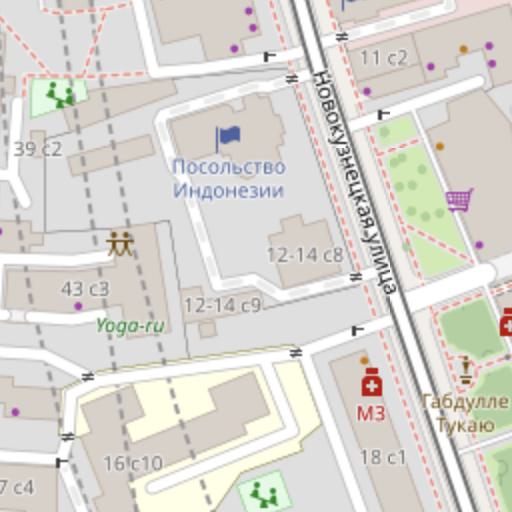 11 с2
Новокузнецкая улица
39 с2
Посольство
Индонезии
12-14 с8
43 с3
12-14 с9
Yoga-ru
М3
Габдулле
Тукаю
16 с10
18 с1
7 с4